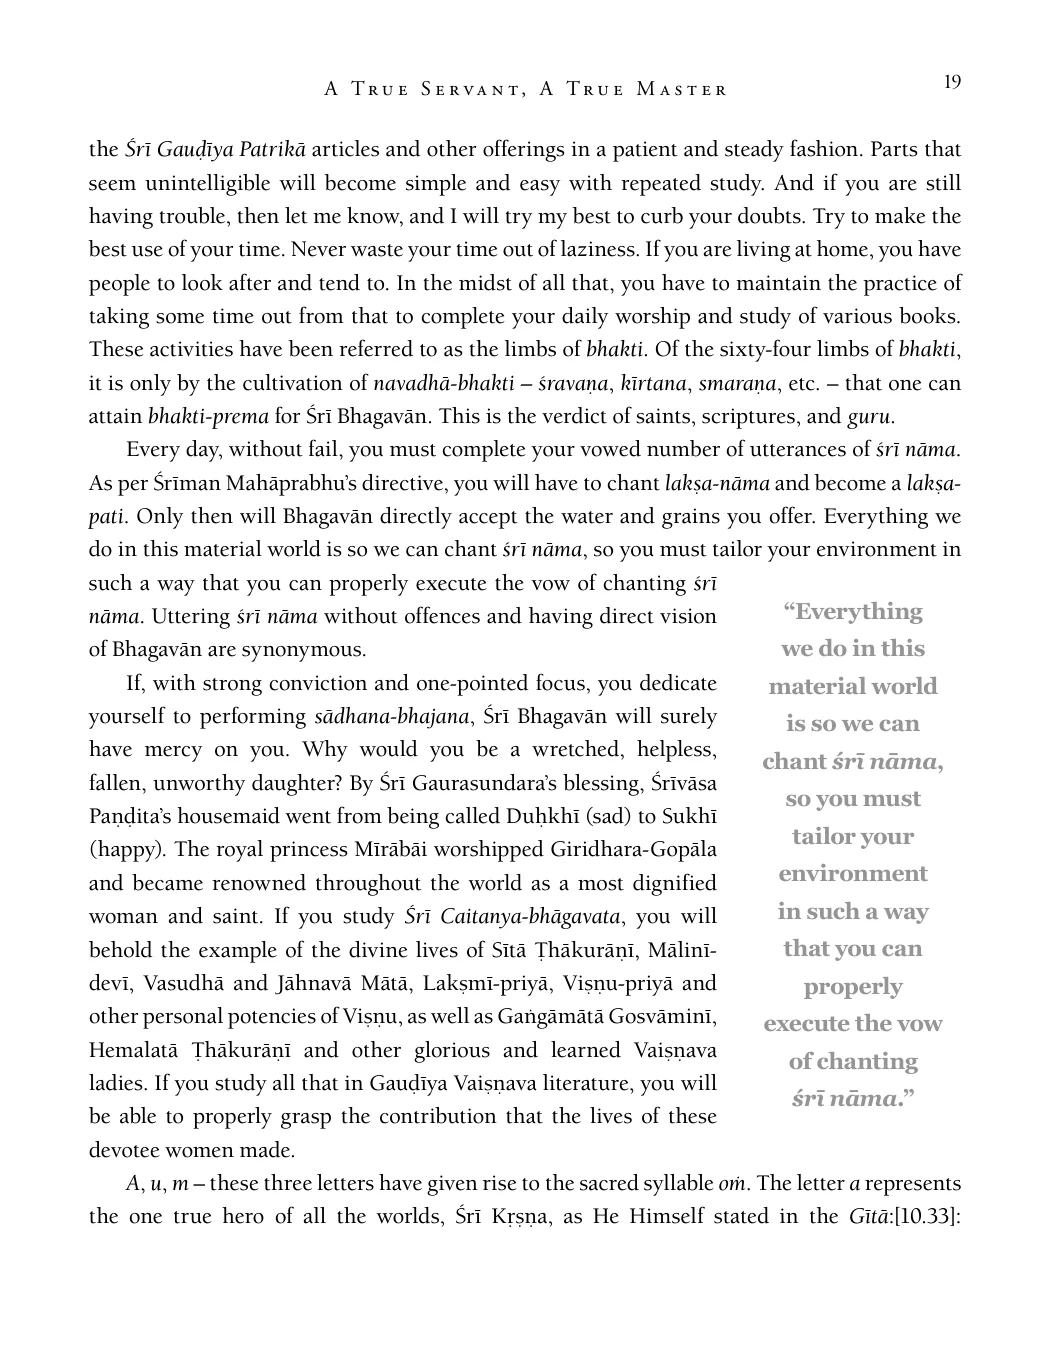 A True Servant, A True Master
19
the Śrī Gauḍīya Patrikā articles and other offerings in a patient and steady fashion. Parts that
seem unintelligible will become simple and easy with repeated study. And if you are still
having trouble, then let me know, and I will try my best to curb your doubts. Try to make the
best use of your time. Never waste your time out of laziness. If you are living at home, you have
people to look after and tend to. In the midst of all that, you have to maintain the practice of
taking some time out from that to complete your daily worship and study of various books.
These activities have been referred to as the limbs of bhakti. Of the sixty-four limbs of bhakti,
it is only by the cultivation of navadhā-bhakti – śravaṇa, kīrtana, smaraṇa, etc. – that one can
attain bhakti-prema for Śrī Bhagavān. This is the verdict of saints, scriptures, and guru.
Every day, without fail, you must complete your vowed number of utterances of śrī nāma.
As per Śrīman Mahāprabhu’s directive, you will have to chant lakṣa-nāma and become a lakṣa-
pati. Only then will Bhagavān directly accept the water and grains you offer. Everything we
do in this material world is so we can chant śrī nāma, so you must tailor your environment in
such a way that you can properly execute the vow of chanting śrī
nāma. Uttering śrī nāma without offences and having direct vision
of Bhagavān are synonymous.
If, with strong conviction and one-pointed focus, you dedicate
yourself to performing sādhana-bhajana, Śrī Bhagavān will surely
have mercy on you. Why would you be a wretched, helpless,
fallen, unworthy daughter? By Śrī Gaurasundara’s blessing, Śrīvāsa
Paṇḍita’s housemaid went from being called Duḥkhī (sad) to Sukhī
(happy). The royal princess Mīrābāi worshipped Giridhara-Gopāla
and became renowned throughout the world as a most dignified
woman and saint. If you study Śrī Caitanya-bhāgavata, you will
behold the example of the divine lives of Sītā Ṭhākurāṇī, Mālinī-
devī, Vasudhā and Jāhnavā Mātā, Lakṣmī-priyā, Viṣṇu-priyā and
other personal potencies of Viṣṇu, as well as Gaṅgāmātā Gosvāminī,
Hemalatā Ṭhākurāṇī and other glorious and learned Vaiṣṇava
ladies. If you study all that in Gauḍīya Vaiṣṇava literature, you will
be able to properly grasp the contribution that the lives of these
devotee women made.
“Everything
we do in this
material world
is so we can
chant śrī nāma,
so you must
tailor your
environment
in such a way
that you can
properly
execute the vow
of chanting
śrī nāma.”
A, u, m – these three letters have given rise to the sacred syllable oṁ. The letter a represents
the one true hero of all the worlds, Śrī Kṛṣṇa, as He Himself stated in the Gītā:[10.33]: